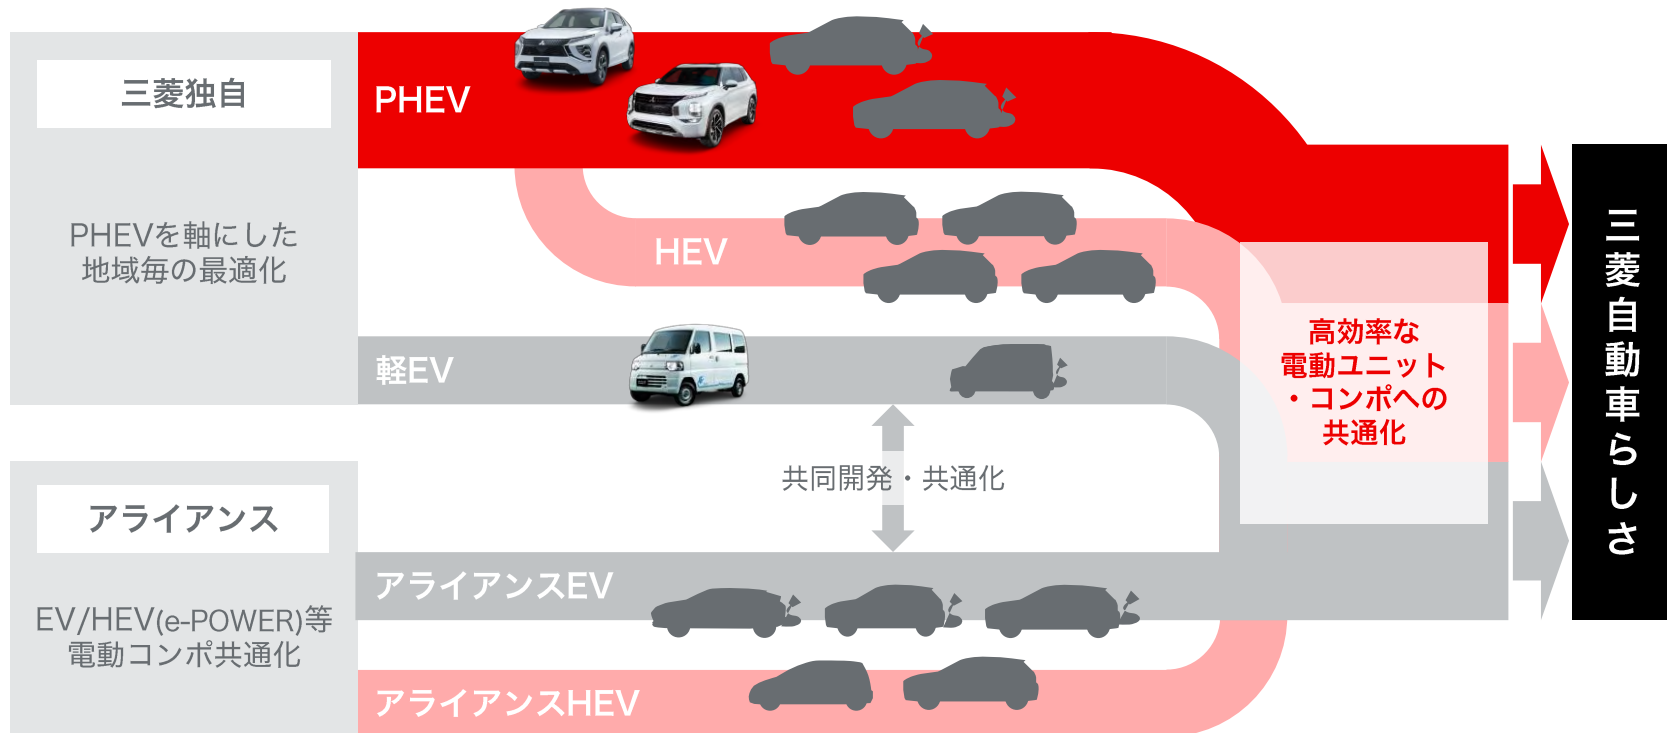 三菱独自
PHEVを軸にした
地域毎の最適化
PHEV
HEV
軽EV
共同開発・共通化
アライアンス
EV/HEV(e-POWER)等
電動コンポ共通化
アライアンスEV
アライアンスHEV
高効率な
電動ユニット
・コンポへの
共通化
三菱自動車らしさ